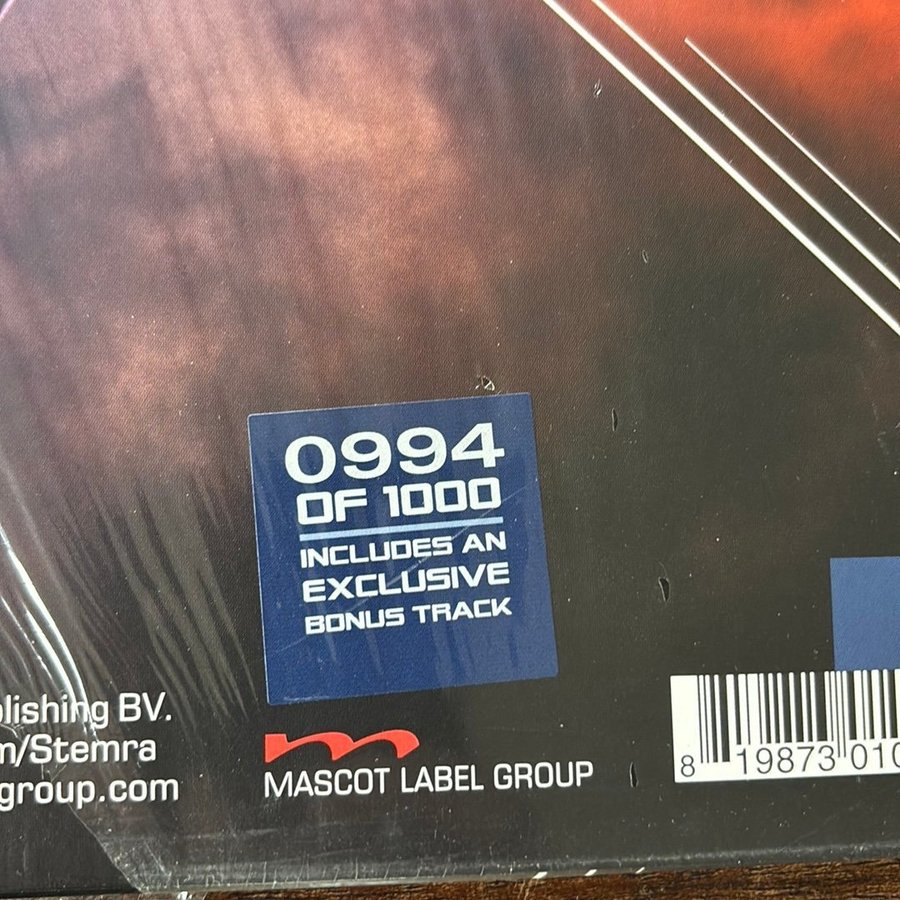 0994
OF 1000
INCLUDES AN
EXCLUSIVE
BONUS TRACK
blishing BV.
m/Stemra
group.com
MASCOT LABEL GROUP
8 19873 010